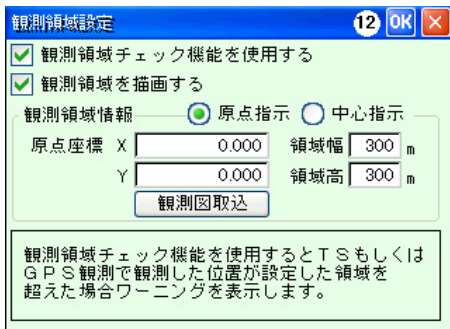 観測領域設定 12 OK
観測領域チェック機能を使用する
観測領域を描画する
観測領域情報 原点指示 中心指示
原点座標 X 0.000 領域幅 300 m
Y 0.000 領域高 300 m
観測図取込
観測領域チェック機能を使用するとTSもしくは
GPS観測で観測した位置が設定した領域を
超えた場合ワーニングを表示します。